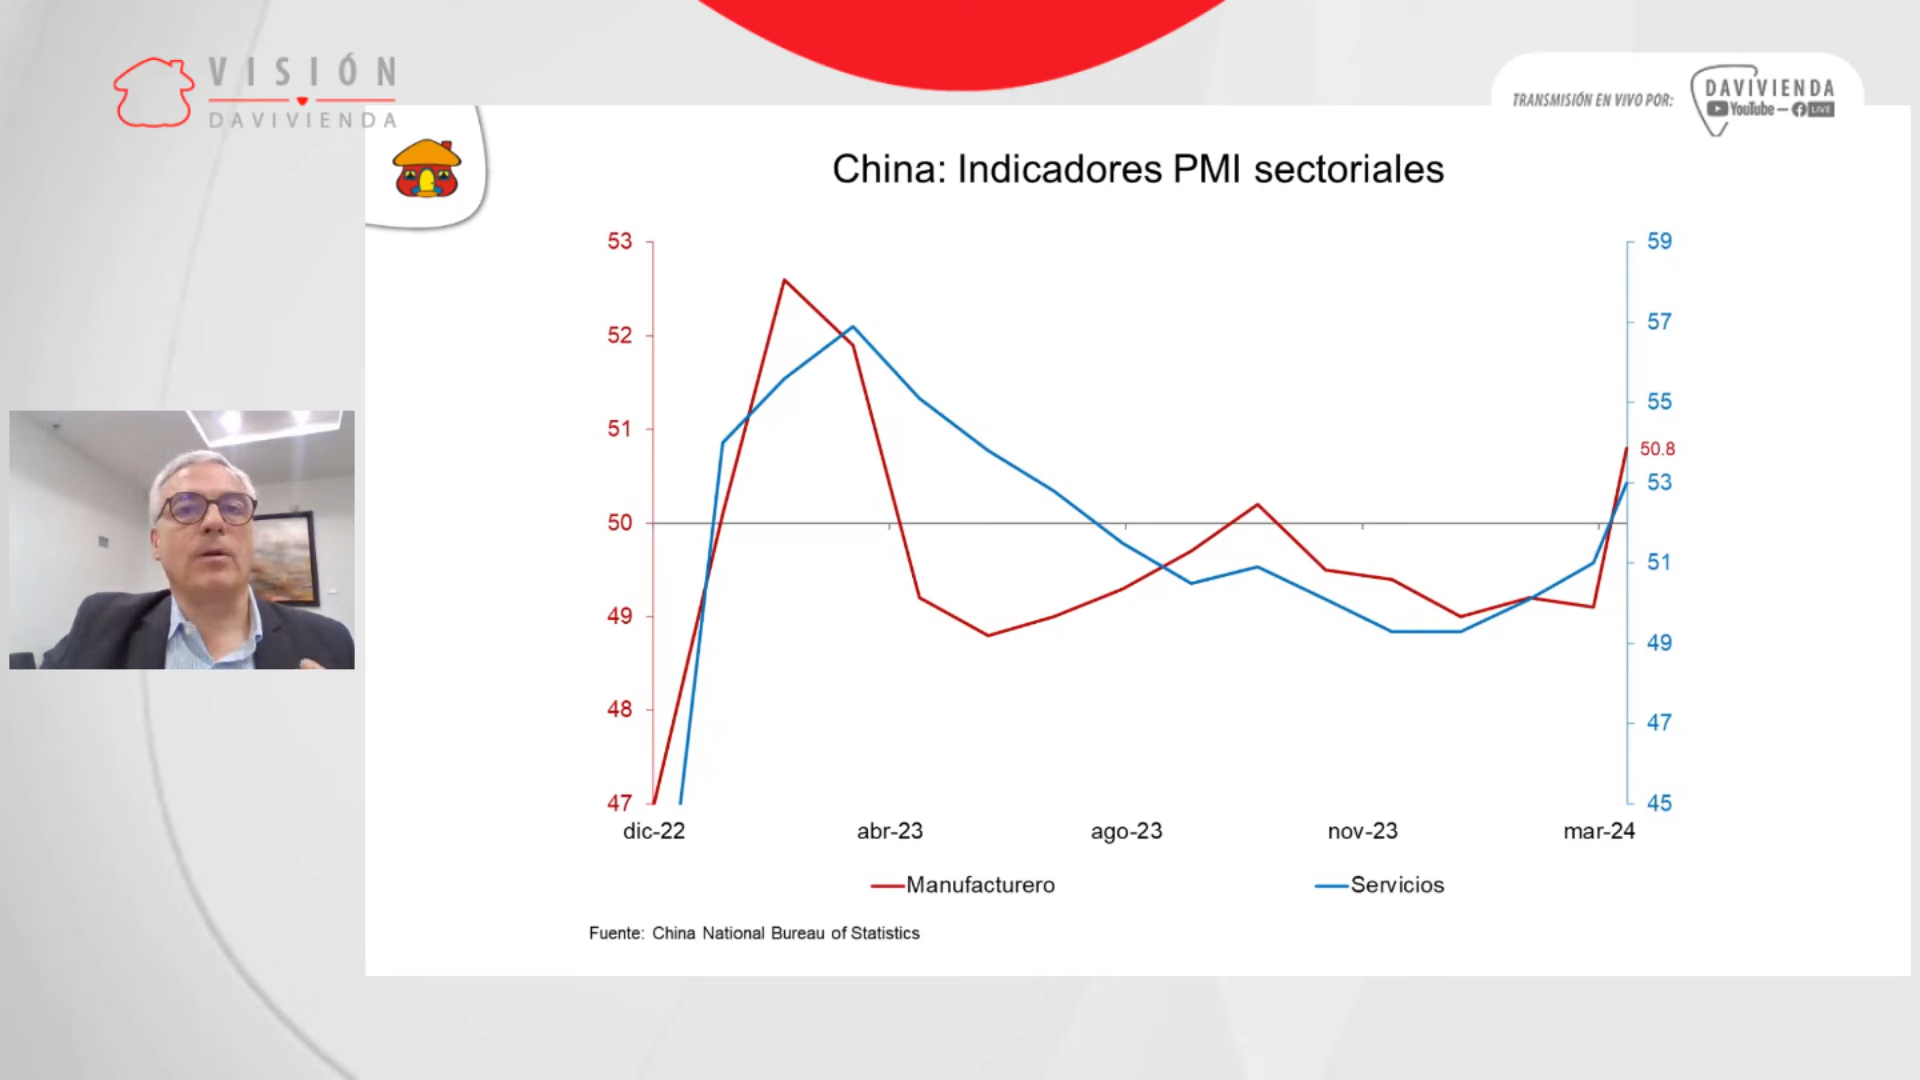 VISIÓN
DAVIVIENDA
TRANSMISIÓN EN VIVO POR:
DAVIVIENDA
YouTube — LIVE
China: Indicadores PMI sectoriales
53
52
51
50
49
48
47
59
57
55
50.8
53
51
49
47
45
dic-22 abr-23 ago-23 nov-23 mar-24
Manufacturero Servicios
Fuente: China National Bureau of Statistics